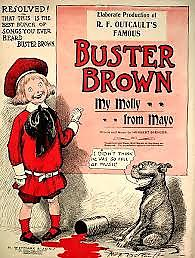 RESOLVED!
THAT THIS IS THE
BEST BUNCH OF
SONGS YOU EVER
HEARD
BUSTER BROWN
Elaborate Production of
R. F. OUTCAULT'S
FAMOUS
BUSTER BROWN
My Molly
from Mayo
I DIDN'T THINK
HE WAS SO FULL
OF MUSIC!